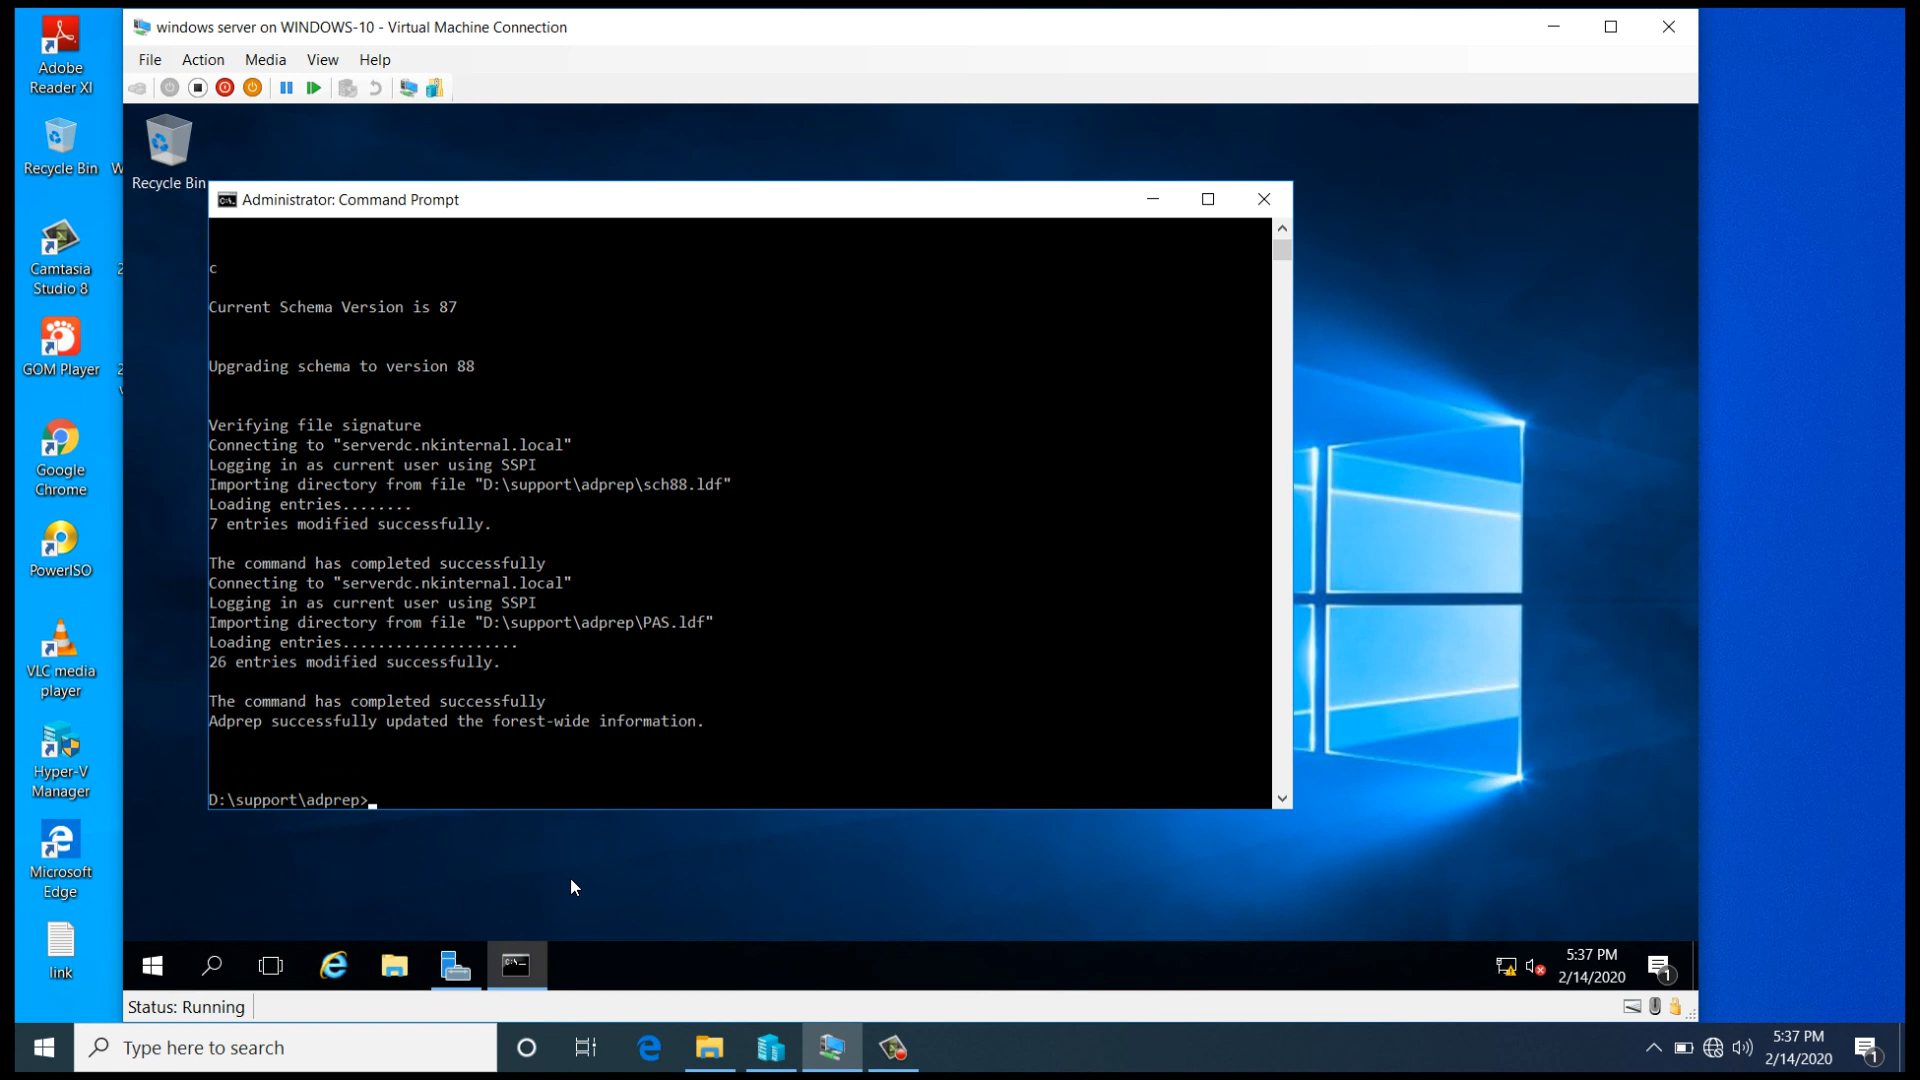 windows server on WINDOWS-10 - Virtual Machine Connection
File Action Media View Help
Adobe Reader XI
Recycle Bin
Camtasia Studio 8
GOM Player
Google Chrome
PowerISO
VLC media player
Hyper-V Manager
Microsoft Edge
link
Recycle Bin
Administrator: Command Prompt
c
Current Schema Version is 87
Upgrading schema to version 88
Verifying file signature
Connecting to "serverdc.nkinternal.local"
Logging in as current user using SSPI
Importing directory from file "D:\support\adprep\sch88.ldf"
Loading entries........
7 entries modified successfully.
The command has completed successfully
Connecting to "serverdc.nkinternal.local"
Logging in as current user using SSPI
Importing directory from file "D:\support\adprep\PAS.ldf"
Loading entries....................
26 entries modified successfully.
The command has completed successfully
Adprep successfully updated the forest-wide information.
D:\support\adprep>
5:37 PM
2/14/2020
1
Status: Running
Type here to search
5:37 PM
2/14/2020
1